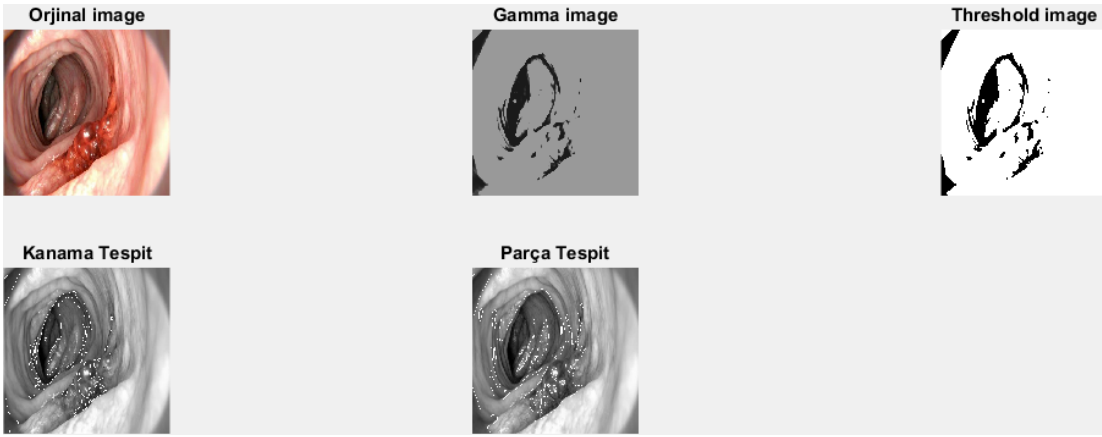 Orjinal image
Gamma image
Threshold image
Kanama Tespit
Parça Tespit